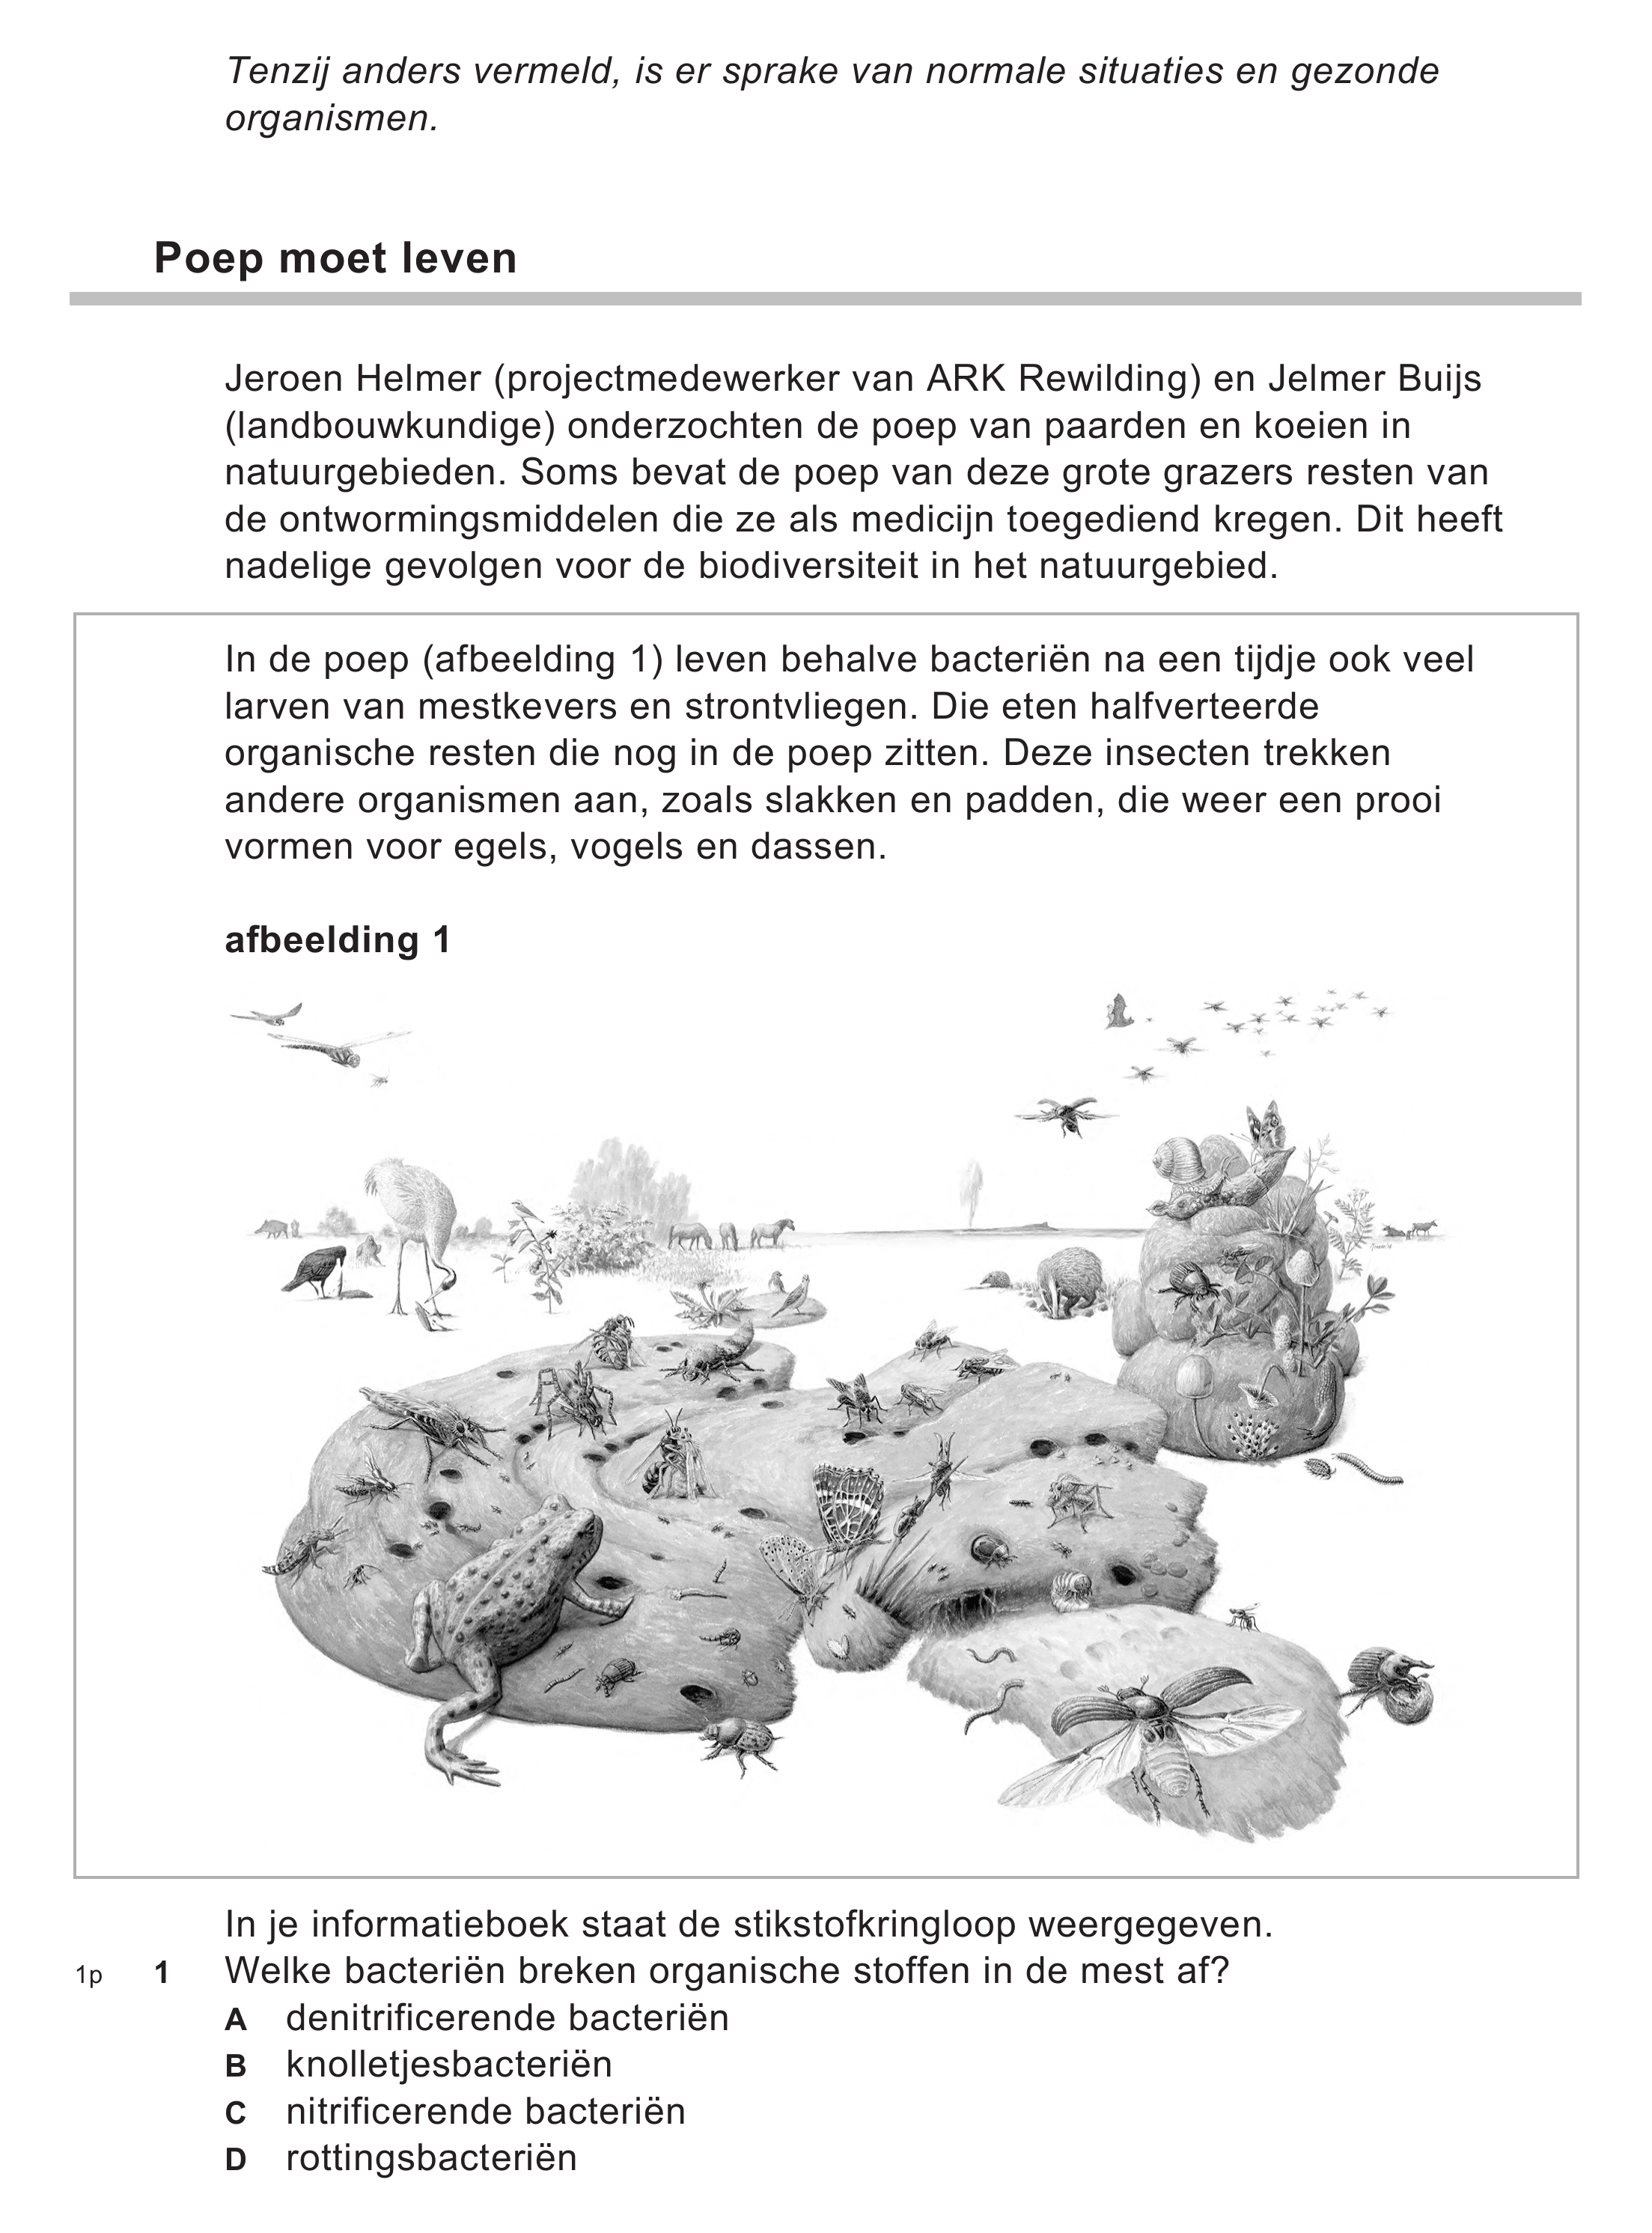 Tenzij anders vermeld, is er sprake van normale situaties en gezonde
organismen.
Poep moet leven
Jeroen Helmer (projectmedewerker van ARK Rewilding) en Jelmer Buijs
(landbouwkundige) onderzochten de poep van paarden en koeien in
natuurgebieden. Soms bevat de poep van deze grote grazers resten van
de ontwormingsmiddelen die ze als medicijn toegediend kregen. Dit heeft
nadelige gevolgen voor de biodiversiteit in het natuurgebied.
In de poep (afbeelding 1) leven behalve bacteriën na een tijdje ook veel
larven van mestkevers en strontvliegen. Die eten halfverteerde
organische resten die nog in de poep zitten. Deze insecten trekken
andere organismen aan, zoals slakken en padden, die weer een prooi
vormen voor egels, vogels en dassen.
afbeelding 1
In je informatieboek staat de stikstofkringloop weergegeven.
1p 1 Welke bacteriën breken organische stoffen in de mest af?
A denitrificerende bacteriën
B knolletjesbacteriën
C nitrificerende bacteriën
D rottingsbacteriën